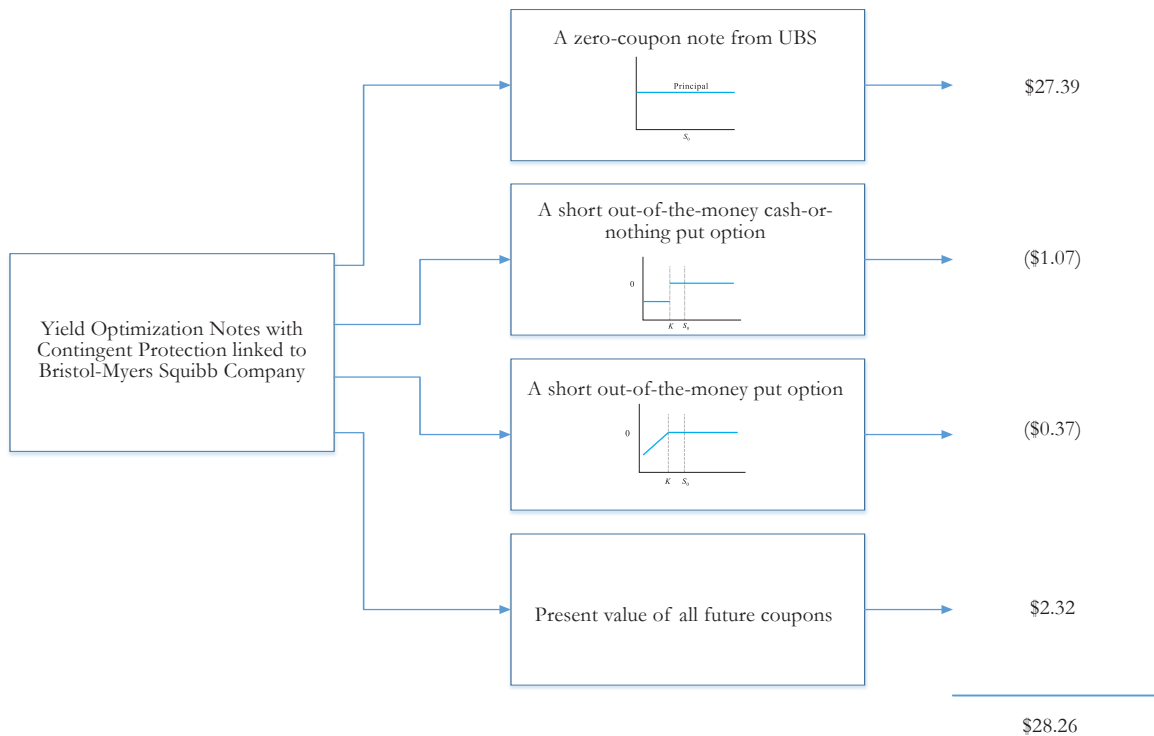 A zero-coupon note from UBS
Principal
S₀
$27.39
A short out-of-the-money cash-or-
nothing put option
0
K S₀
($1.07)
Yield Optimization Notes with
Contingent Protection linked to
Bristol-Myers Squibb Company
A short out-of-the-money put option
0
K S₀
($0.37)
Present value of all future coupons
$2.32
$28.26